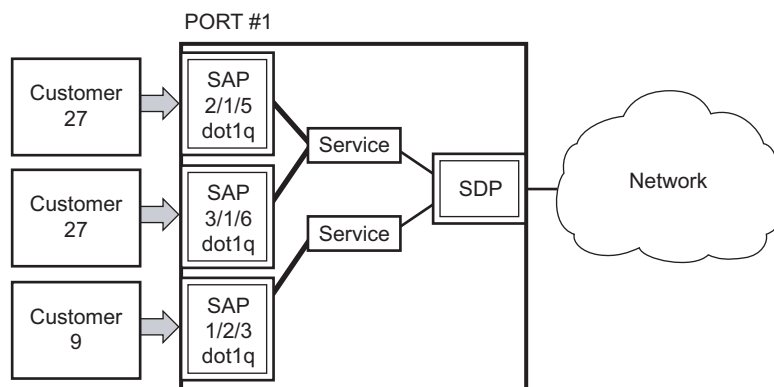 PORT #1
Customer
27
SAP
2/1/5
dot1q
Service
Customer
27
SAP
3/1/6
dot1q
Service
SDP
Network
Customer
9
SAP
1/2/3
dot1q